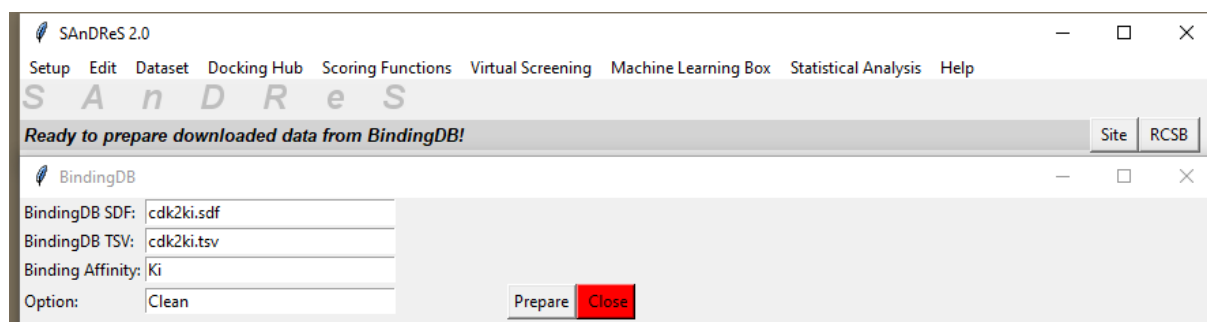 SAnDReS 2.0
Setup Edit Dataset Docking Hub Scoring Functions Virtual Screening Machine Learning Box Statistical Analysis Help
S A n D R e S
Ready to prepare downloaded data from BindingDB! Site RCSB
BindingDB
BindingDB SDF: cdk2ki.sdf
BindingDB TSV: cdk2ki.tsv
Binding Affinity: Ki
Option: Clean Prepare Close